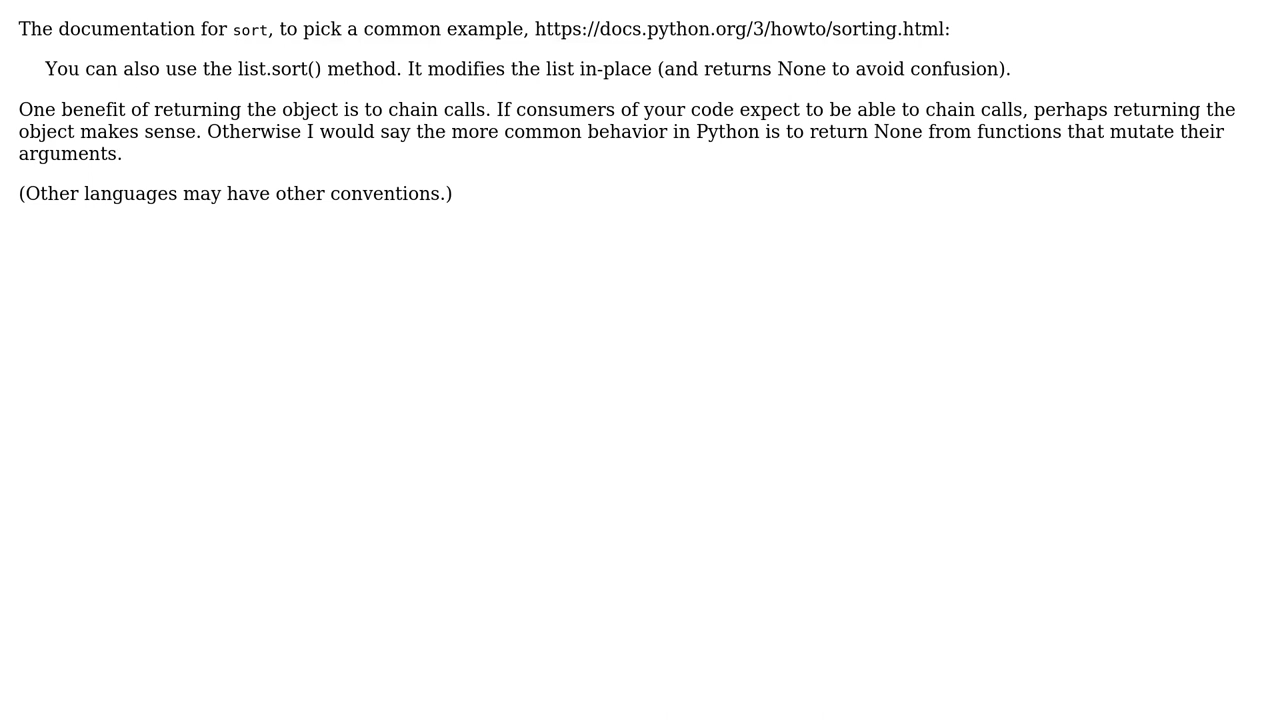 The documentation for sort, to pick a common example, https://docs.python.org/3/howto/sorting.html:
You can also use the list.sort() method. It modifies the list in-place (and returns None to avoid confusion).
One benefit of returning the object is to chain calls. If consumers of your code expect to be able to chain calls, perhaps returning the
object makes sense. Otherwise I would say the more common behavior in Python is to return None from functions that mutate their
arguments.
(Other languages may have other conventions.)